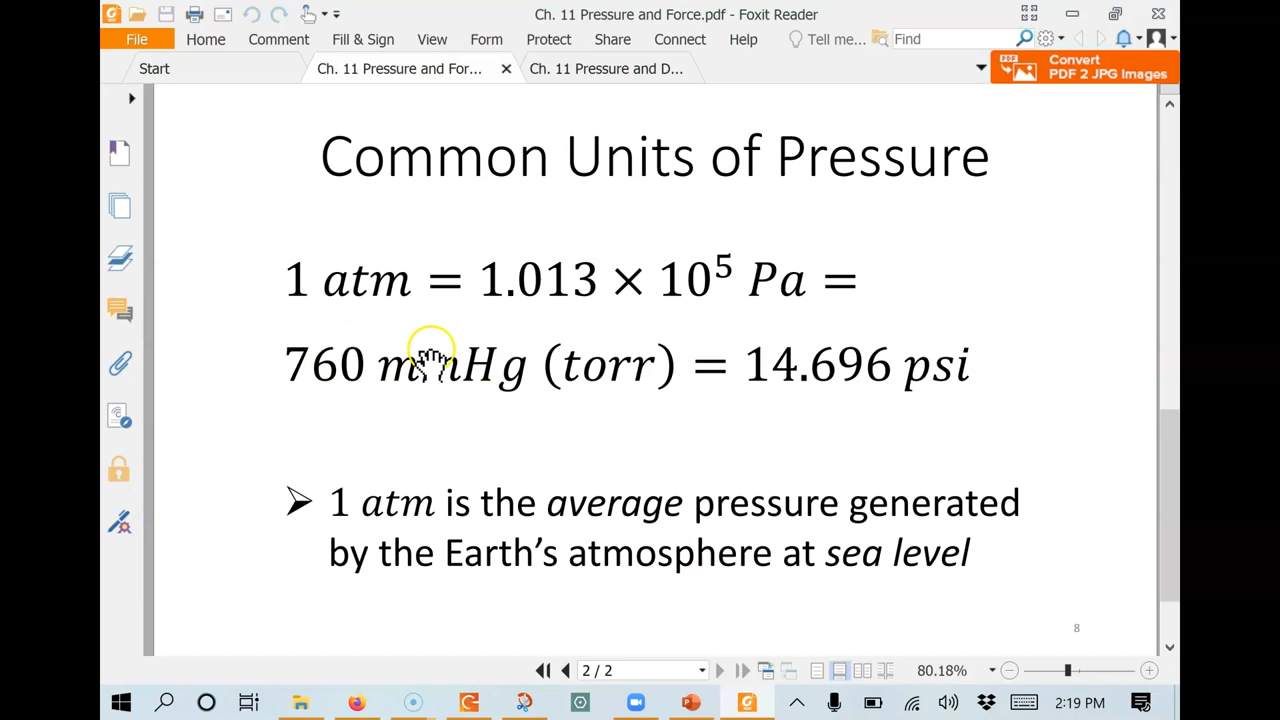 Ch. 11 Pressure and Force.pdf - Foxit Reader
File Home Comment Fill & Sign View Form Protect Share Connect Help Tell me... Find
Start Ch. 11 Pressure and For... Ch. 11 Pressure and D... Convert
PDF 2 JPG Images
Common Units of Pressure
1 atm = 1.013 × 10⁵ Pa =
760 mmHg (torr) = 14.696 psi
➢ 1 atm is the average pressure generated
by the Earth's atmosphere at sea level
8
2 / 2 80.18%
2:19 PM